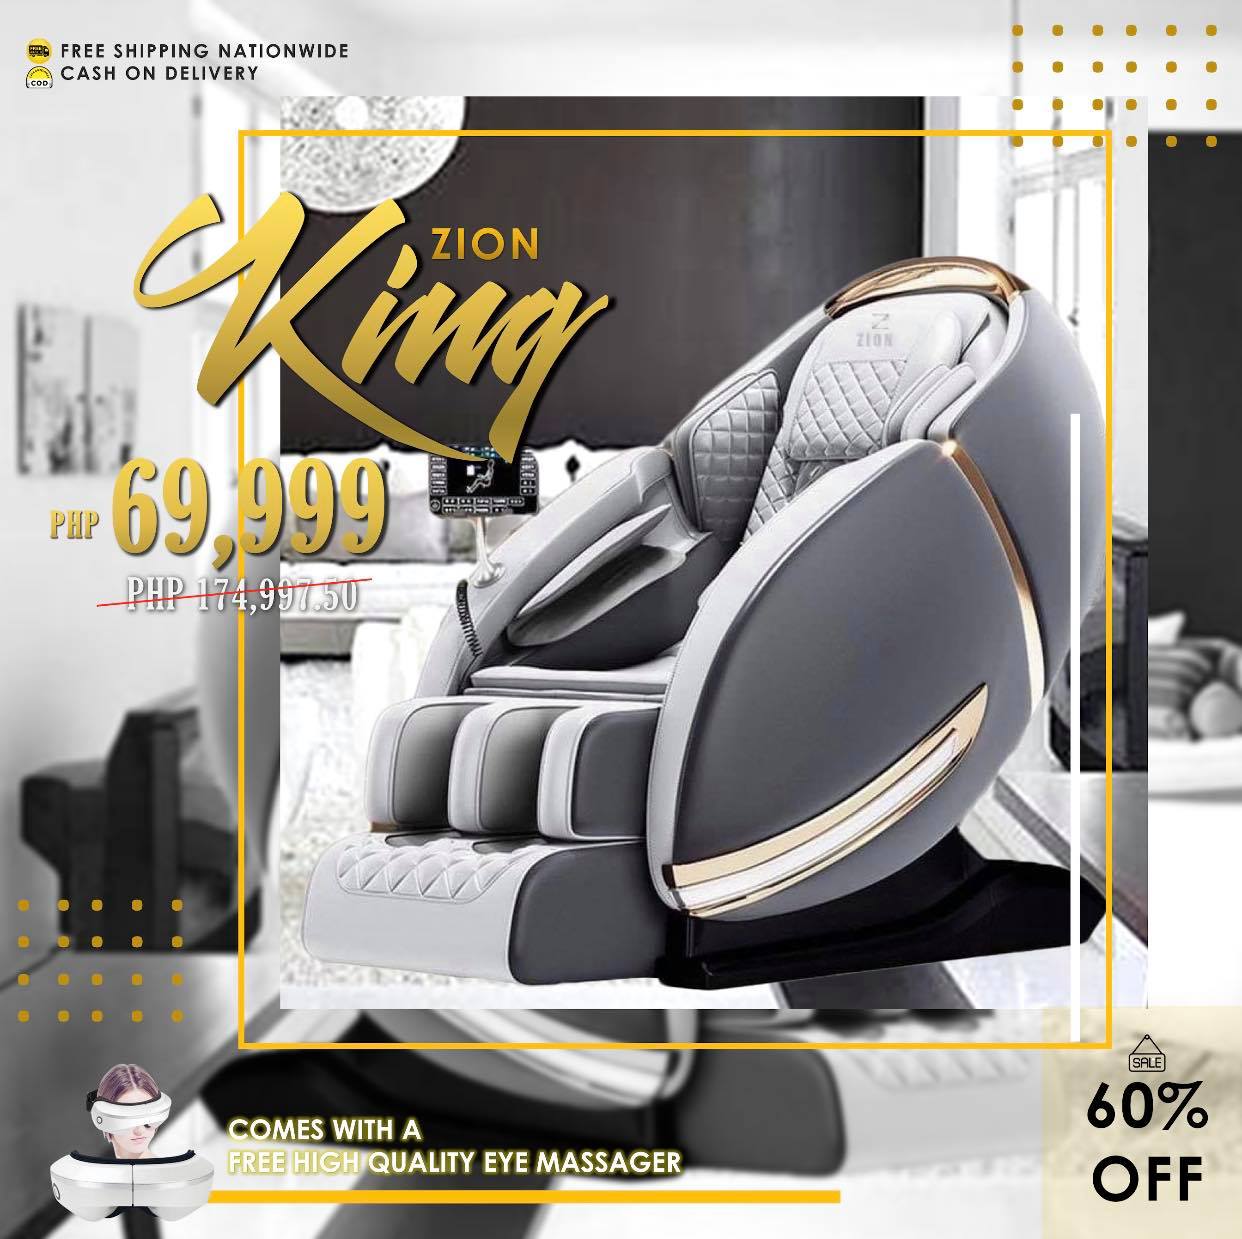 FREE SHIPPING NATIONWIDE
COD
CASH ON DELIVERY
ZION
King
ZION
PHP 69,999
PHP 174,997.50
SALE
60%
OFF
COMES WITH A
FREE HIGH QUALITY EYE MASSAGER